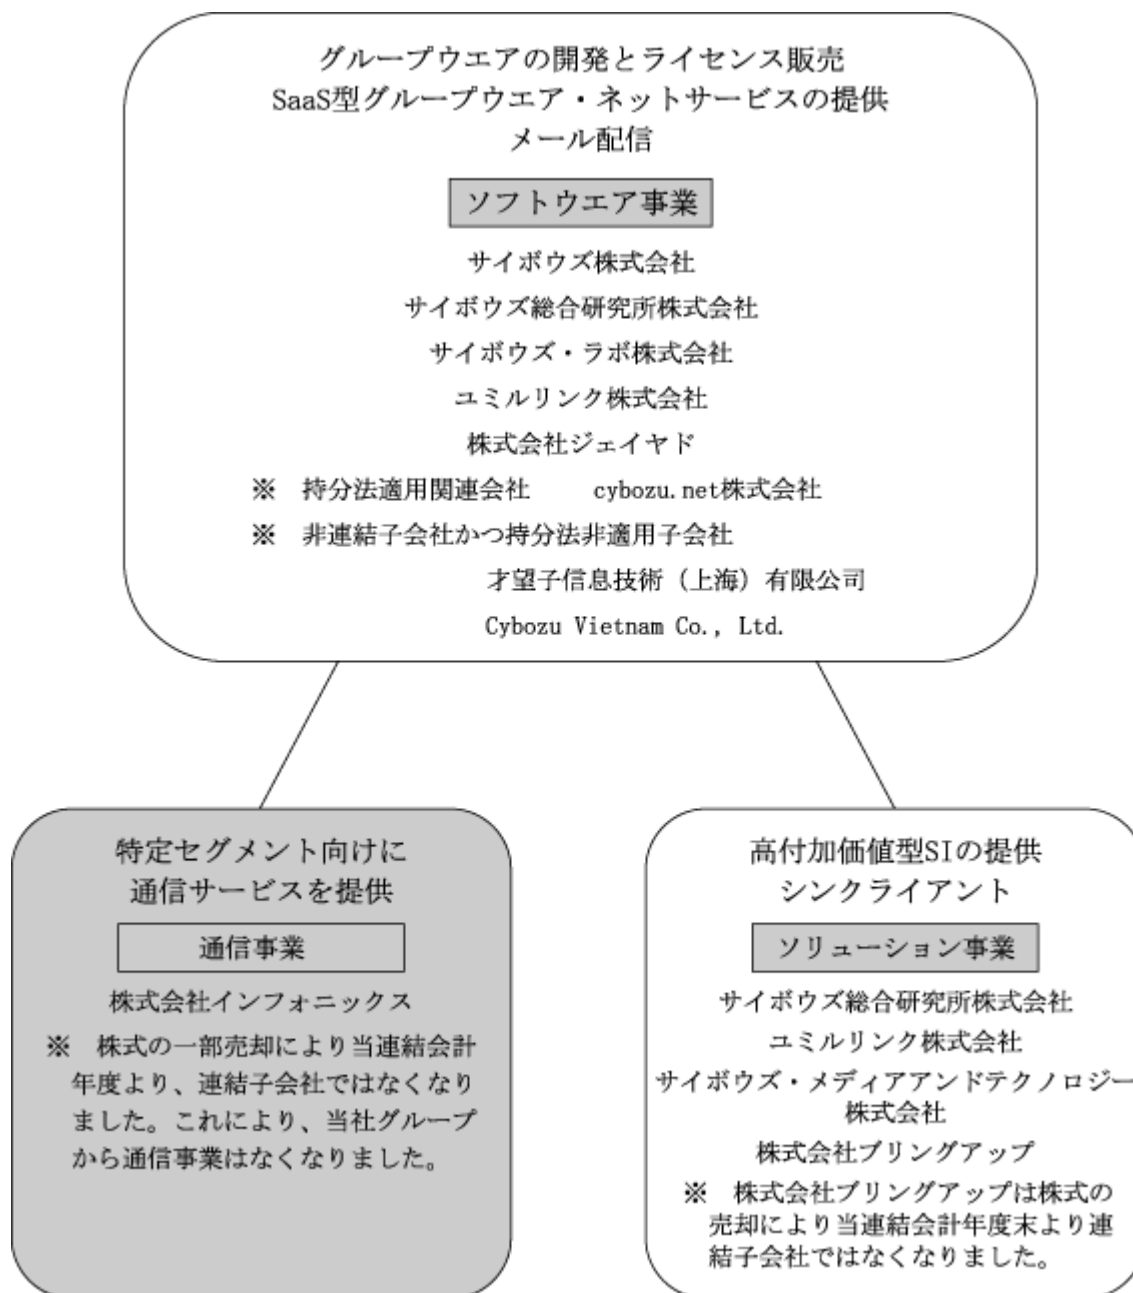 グループウエアの開発とライセンス販売
SaaS型グループウエア・ネットサービスの提供
メール配信
ソフトウエア事業
サイボウズ株式会社
サイボウズ総合研究所株式会社
サイボウズ・ラボ株式会社
ユミルリンク株式会社
株式会社ジェイヤド
※ 持分法適用関連会社 cybozu.net株式会社
※ 非連結子会社かつ持分法非適用子会社
才望子信息技術（上海）有限公司
Cybozu Vietnam Co., Ltd.
特定セグメント向けに
通信サービスを提供
通信事業
株式会社インフォニックス
※ 株式の一部売却により当連結会計
年度より、連結子会社ではなくなり
ました。これにより、当社グループ
から通信事業はなくなりました。
高付加価値型SIの提供
シンクライアント
ソリューション事業
サイボウズ総合研究所株式会社
ユミルリンク株式会社
サイボウズ・メディアアンドテクノロジー
株式会社
株式会社ブリングアップ
※ 株式会社ブリングアップは株式の
売却により当連結会計年度末より連
結子会社ではなくなりました。